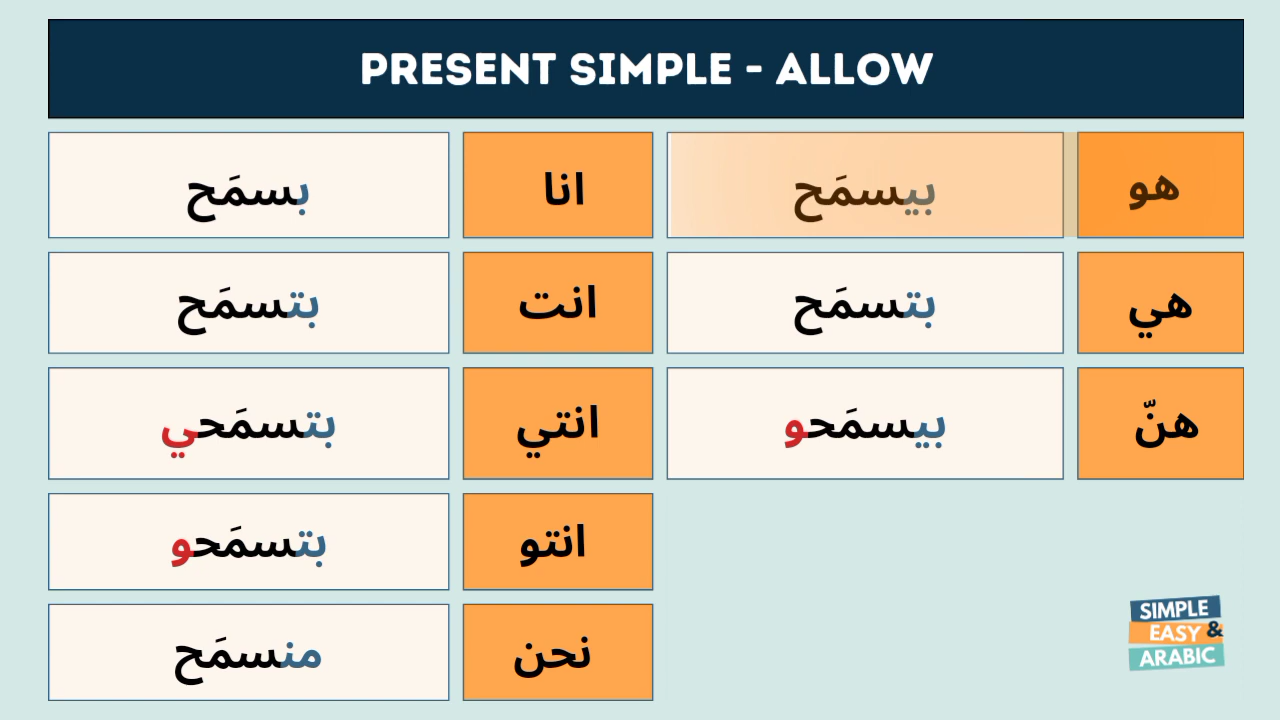 PRESENT SIMPLE - ALLOW
هو بيسمَح انا بسمَح
هي بتسمَح انت بتسمَح
هنّ بيسمَحو انتي بتسمَحي
انتو بتسمَحو
نحن منسمَح
SIMPLE
EASY &
ARABIC